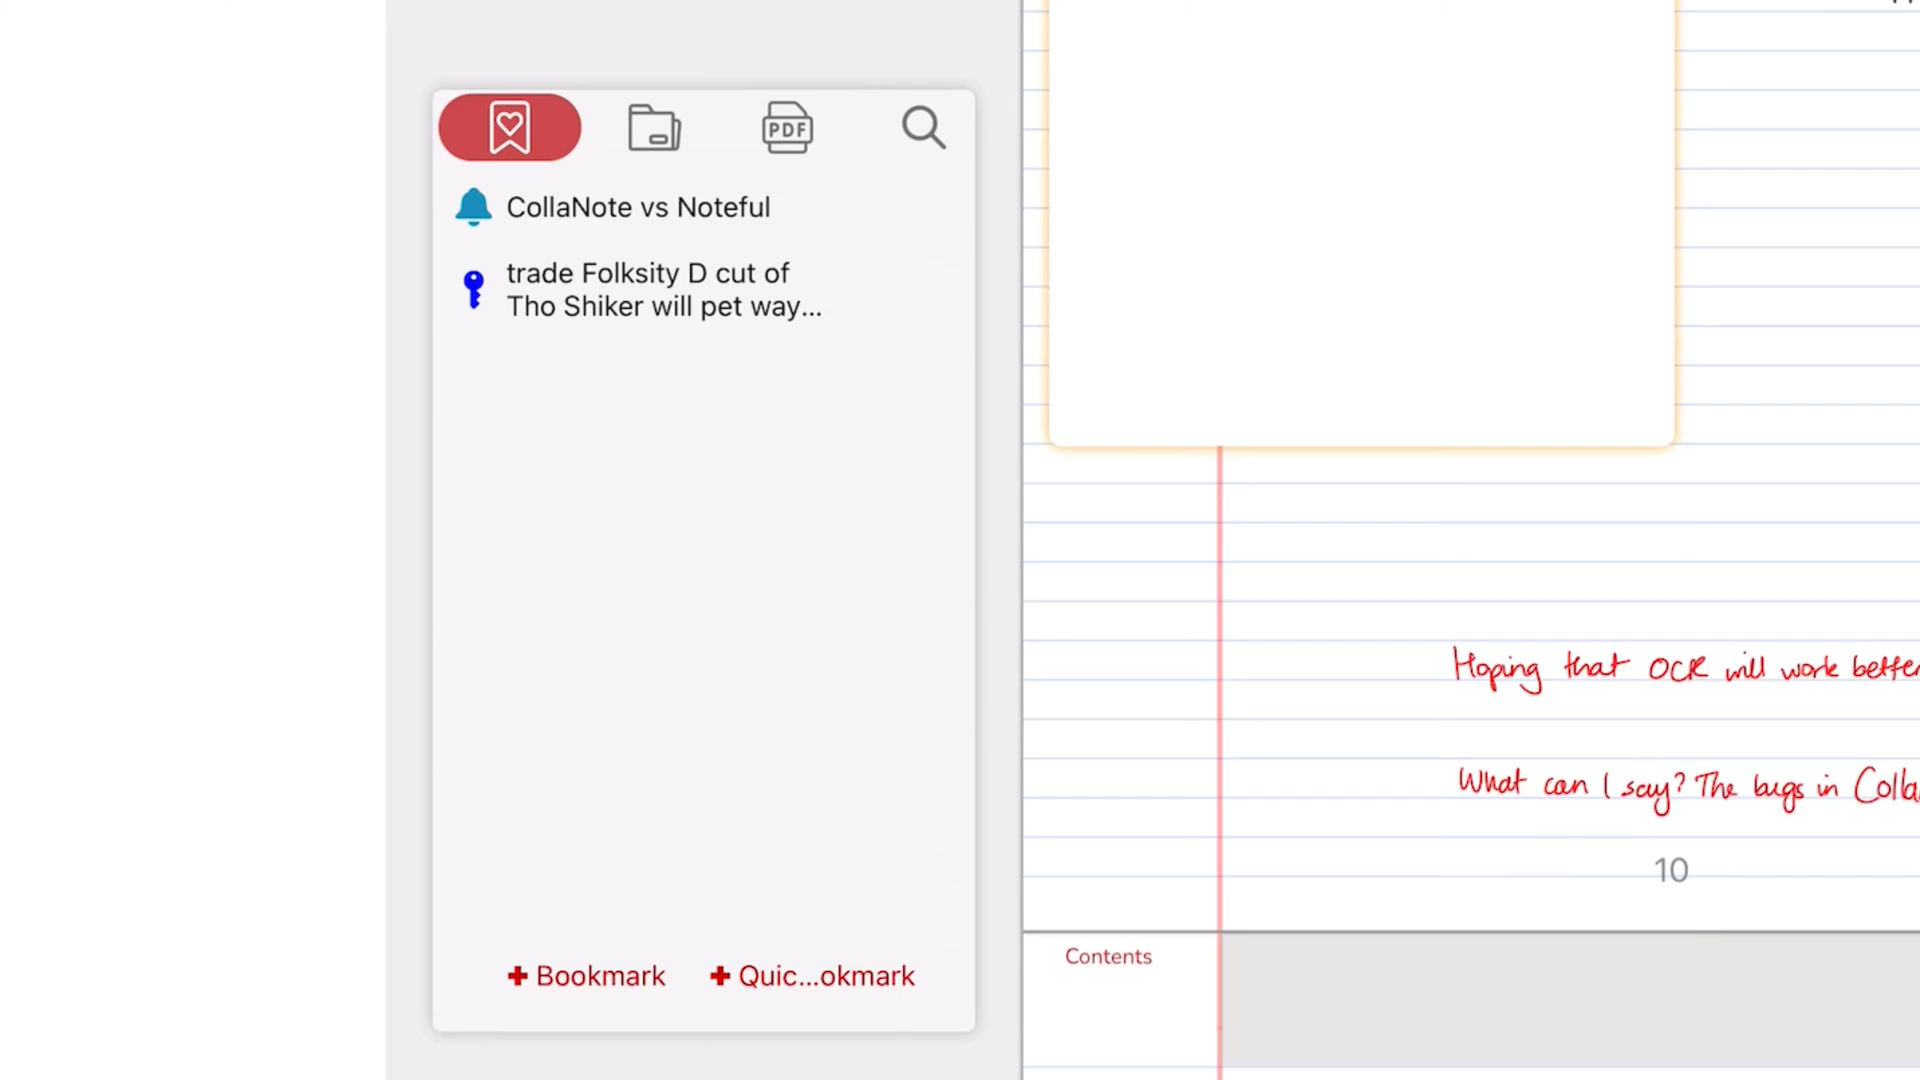 PDF
CollaNote vs Noteful
trade Folksity D cut of
Tho Shiker will pet way...
+ Bookmark
+ Quic...okmark
Hoping that OCR will work better
What can I say? The bugs in Colla
10
Contents